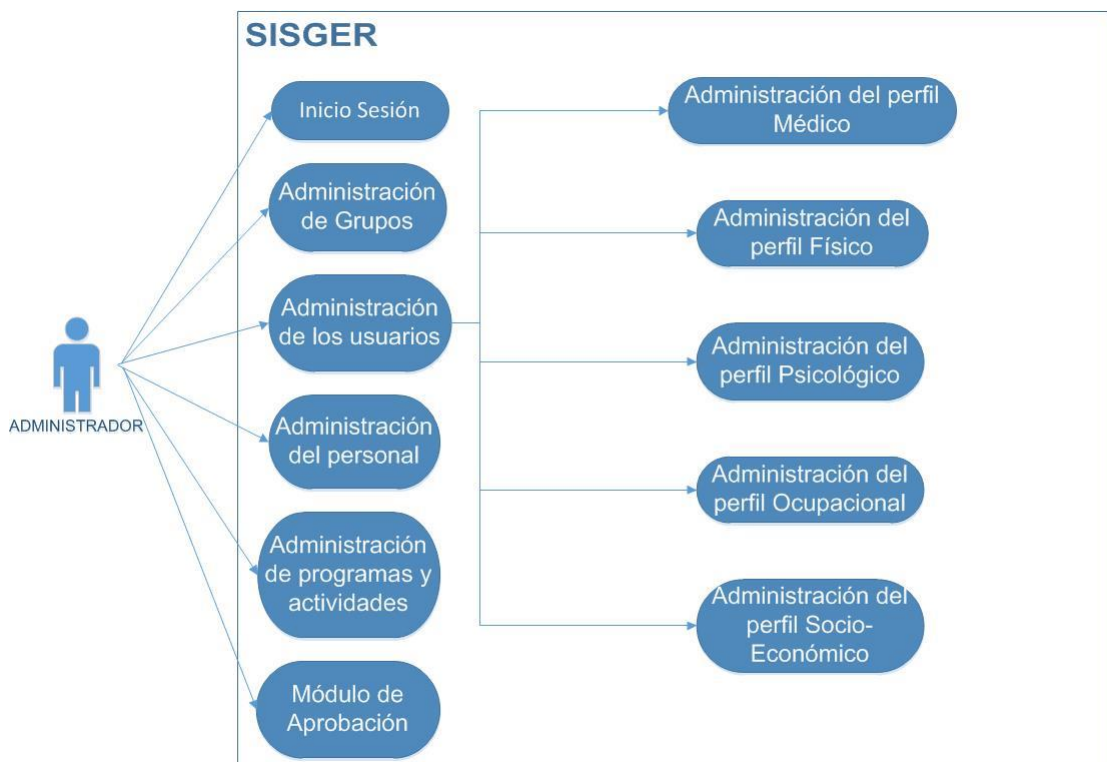 SISGER
Inicio Sesión
Administración
de Grupos
Administración
de los usuarios
Administración
del personal
Administración
de programas y
actividades
Módulo de
Aprobación
ADMINISTRADOR
Administración del perfil
Médico
Administración del
perfil Físico
Administración del
perfil Psicológico
Administración del
perfil Ocupacional
Administración del
perfil Socio-
Económico